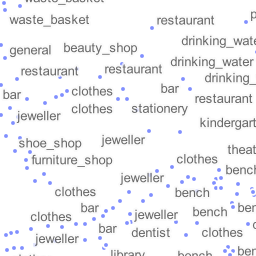 waste_basket
waste_basket
restaurant
drinking_wate
general
beauty_shop
drinking_water
restaurant
restaurant
drinking_
bar
clothes
bar
restaurant
clothes
stationery
jeweller
kindergart
shoe_shop
jeweller
theat
furniture_shop
clothes
bench
jeweller
clothes
bench
bar
jeweller
bench
ben
clothes
bar
dentist
clothes
jeweller
library
bench